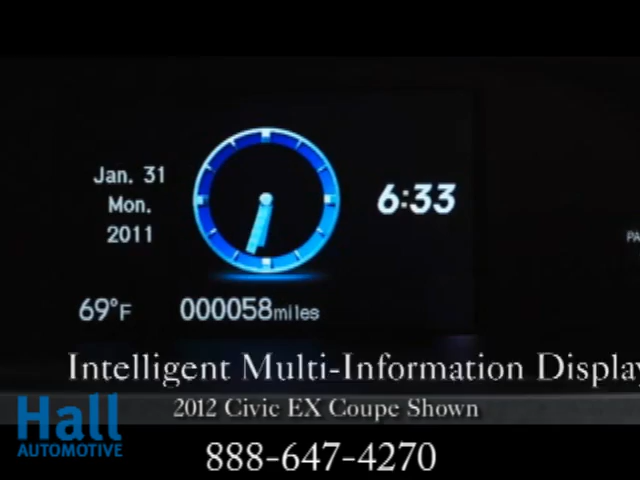 Jan. 31
Mon.
2011
6:33
69°F
000058miles
PA
Intelligent Multi-Information Display
2012 Civic EX Coupe Shown
Hall
AUTOMOTIVE
888-647-4270